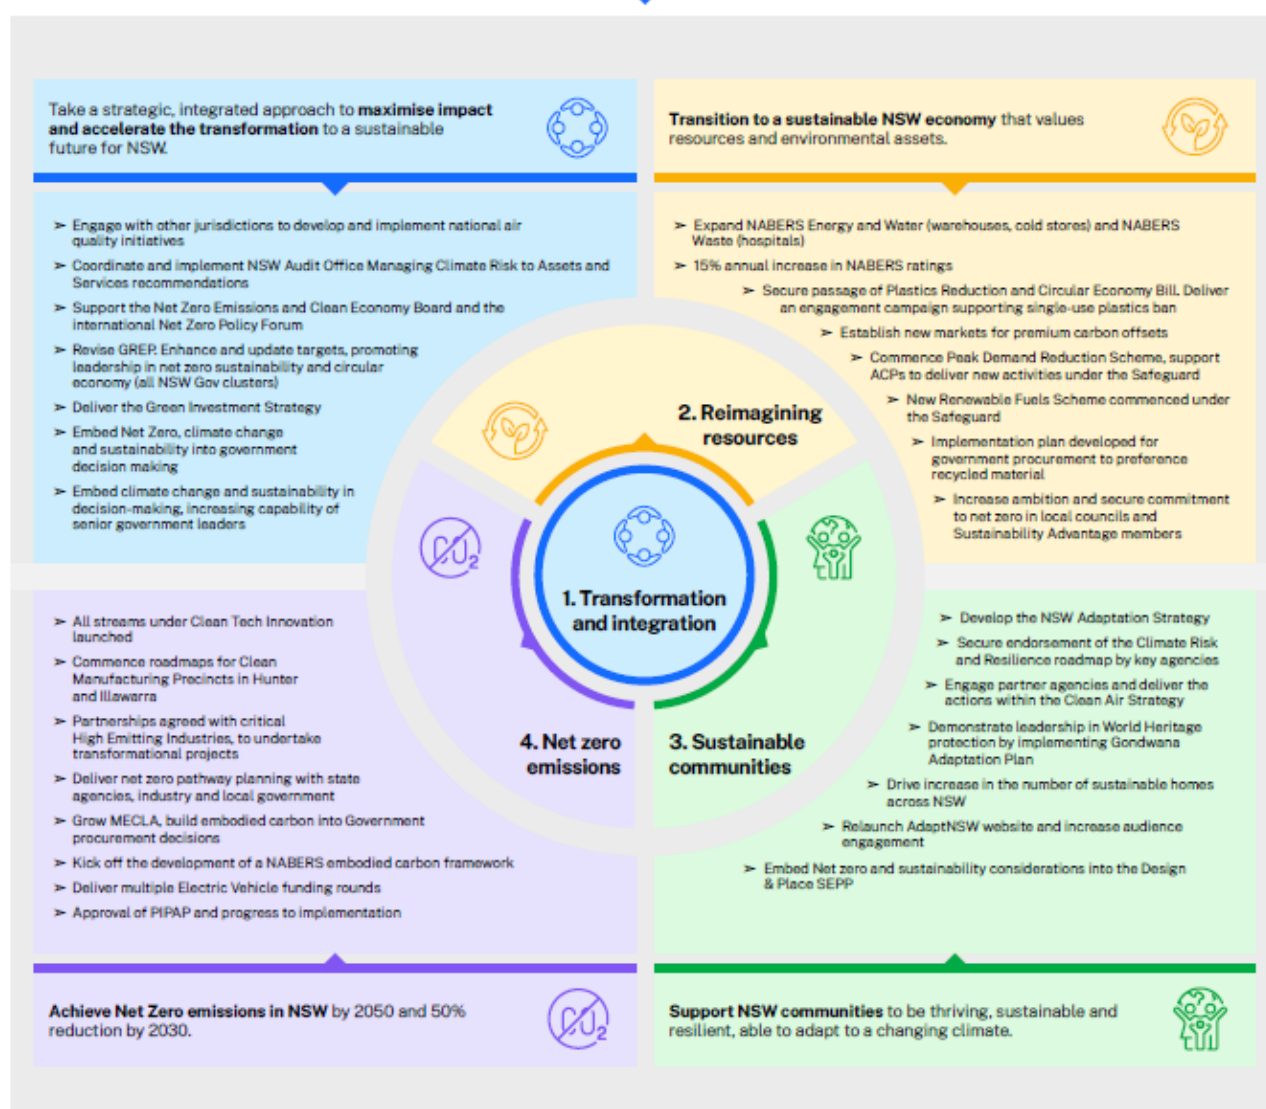 Take a strategic, integrated approach to maximise impact
and accelerate the transformation to a sustainable
future for NSW.
Transition to a sustainable NSW economy that values
resources and environmental assets.
➤ Engage with other jurisdictions to develop and implement national air
quality initiatives
➤ Coordinate and implement NSW Audit Office Managing Climate Risk to Assets and
Services recommendations
➤ Support the Net Zero Emissions and Clean Economy Board and the
international Net Zero Policy Forum
➤ Revise GREP. Enhance and update targets, promoting
leadership in net zero sustainability and circular
economy (all NSW Gov clusters)
➤ Deliver the Green Investment Strategy
➤ Embed Net Zero, climate change
and sustainability into government
decision making
➤ Embed climate change and sustainability in
decision-making, increasing capability of
senior government leaders
➤ Expand NABERS Energy and Water (warehouses, cold stores) and NABERS
Waste (hospitals)
➤ 15% annual increase in NABERS ratings
➤ Secure passage of Plastics Reduction and Circular Economy Bill. Deliver
an engagement campaign supporting single-use plastics ban
➤ Establish new markets for premium carbon offsets
➤ Commence Peak Demand Reduction Scheme, support
ACPs to deliver new activities under the Safeguard
➤ New Renewable Fuels Scheme commenced under
the Safeguard
➤ Implementation plan developed for
government procurement to preference
recycled material
➤ Increase ambition and secure commitment
to net zero in local councils and
Sustainability Advantage members
2. Reimagining
resources
CO2
1. Transformation
and integration
4. Net zero
emissions
3. Sustainable
communities
➤ All streams under Clean Tech Innovation
launched
➤ Commence roadmaps for Clean
Manufacturing Precincts in Hunter
and Illawarra
➤ Partnerships agreed with critical
High Emitting Industries, to undertake
transformational projects
➤ Deliver net zero pathway planning with state
agencies, industry and local government
➤ Grow MECLA, build embodied carbon into Government
procurement decisions
➤ Kick off the development of a NABERS embodied carbon framework
➤ Deliver multiple Electric Vehicle funding rounds
➤ Approval of PIPAP and progress to implementation
➤ Develop the NSW Adaptation Strategy
➤ Secure endorsement of the Climate Risk
and Resilience roadmap by key agencies
➤ Engage partner agencies and deliver the
actions within the Clean Air Strategy
➤ Demonstrate leadership in World Heritage
protection by implementing Gondwana
Adaptation Plan
➤ Drive increase in the number of sustainable homes
across NSW
➤ Relaunch AdaptNSW website and increase audience
engagement
➤ Embed Net zero and sustainability considerations into the Design
& Place SEPP
Achieve Net Zero emissions in NSW by 2050 and 50%
reduction by 2030.
CO2
Support NSW communities to be thriving, sustainable and
resilient, able to adapt to a changing climate.